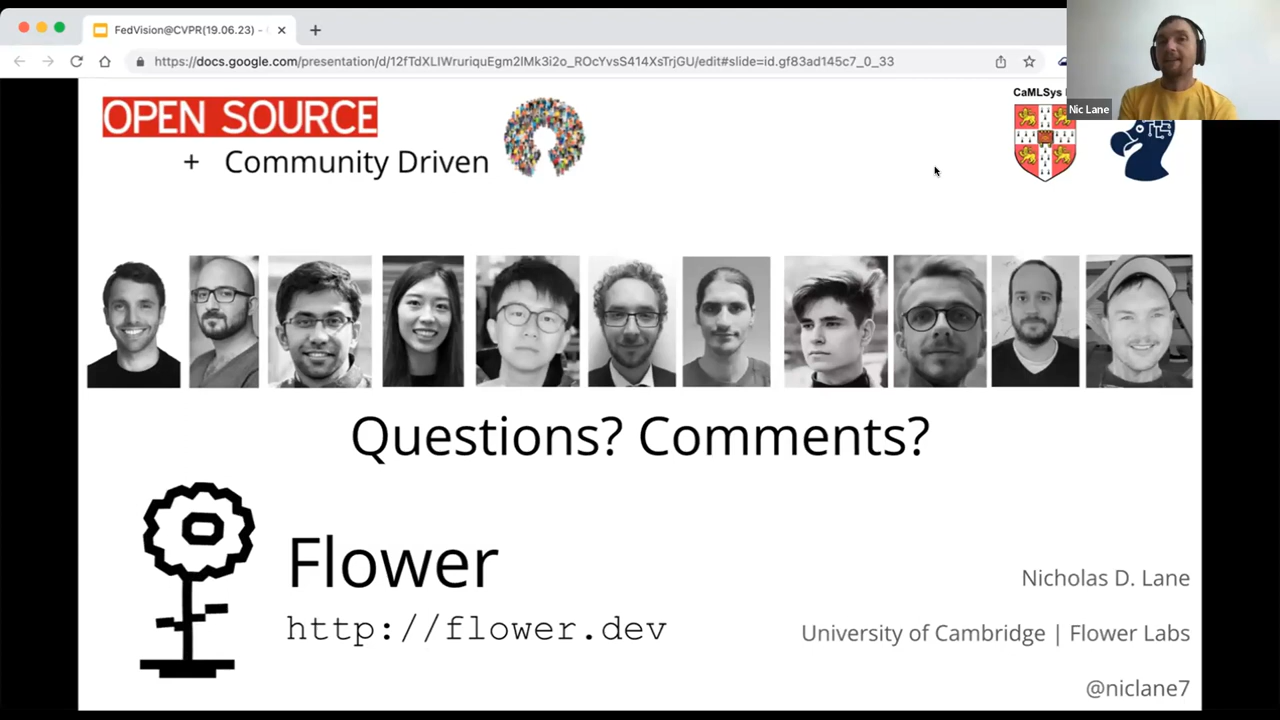 FedVision@CVPR(19.06.23) -
https://docs.google.com/presentation/d/12fTdXLIWruriquEgm2IMk3i2o_ROcYvsS414XsTrjGU/edit#slide=id.gf83ad145c7_0_33
Nic Lane
CaMLSys
OPEN SOURCE
+ Community Driven
Questions? Comments?
Flower
http://flower.dev
Nicholas D. Lane
University of Cambridge | Flower Labs
@niclane7